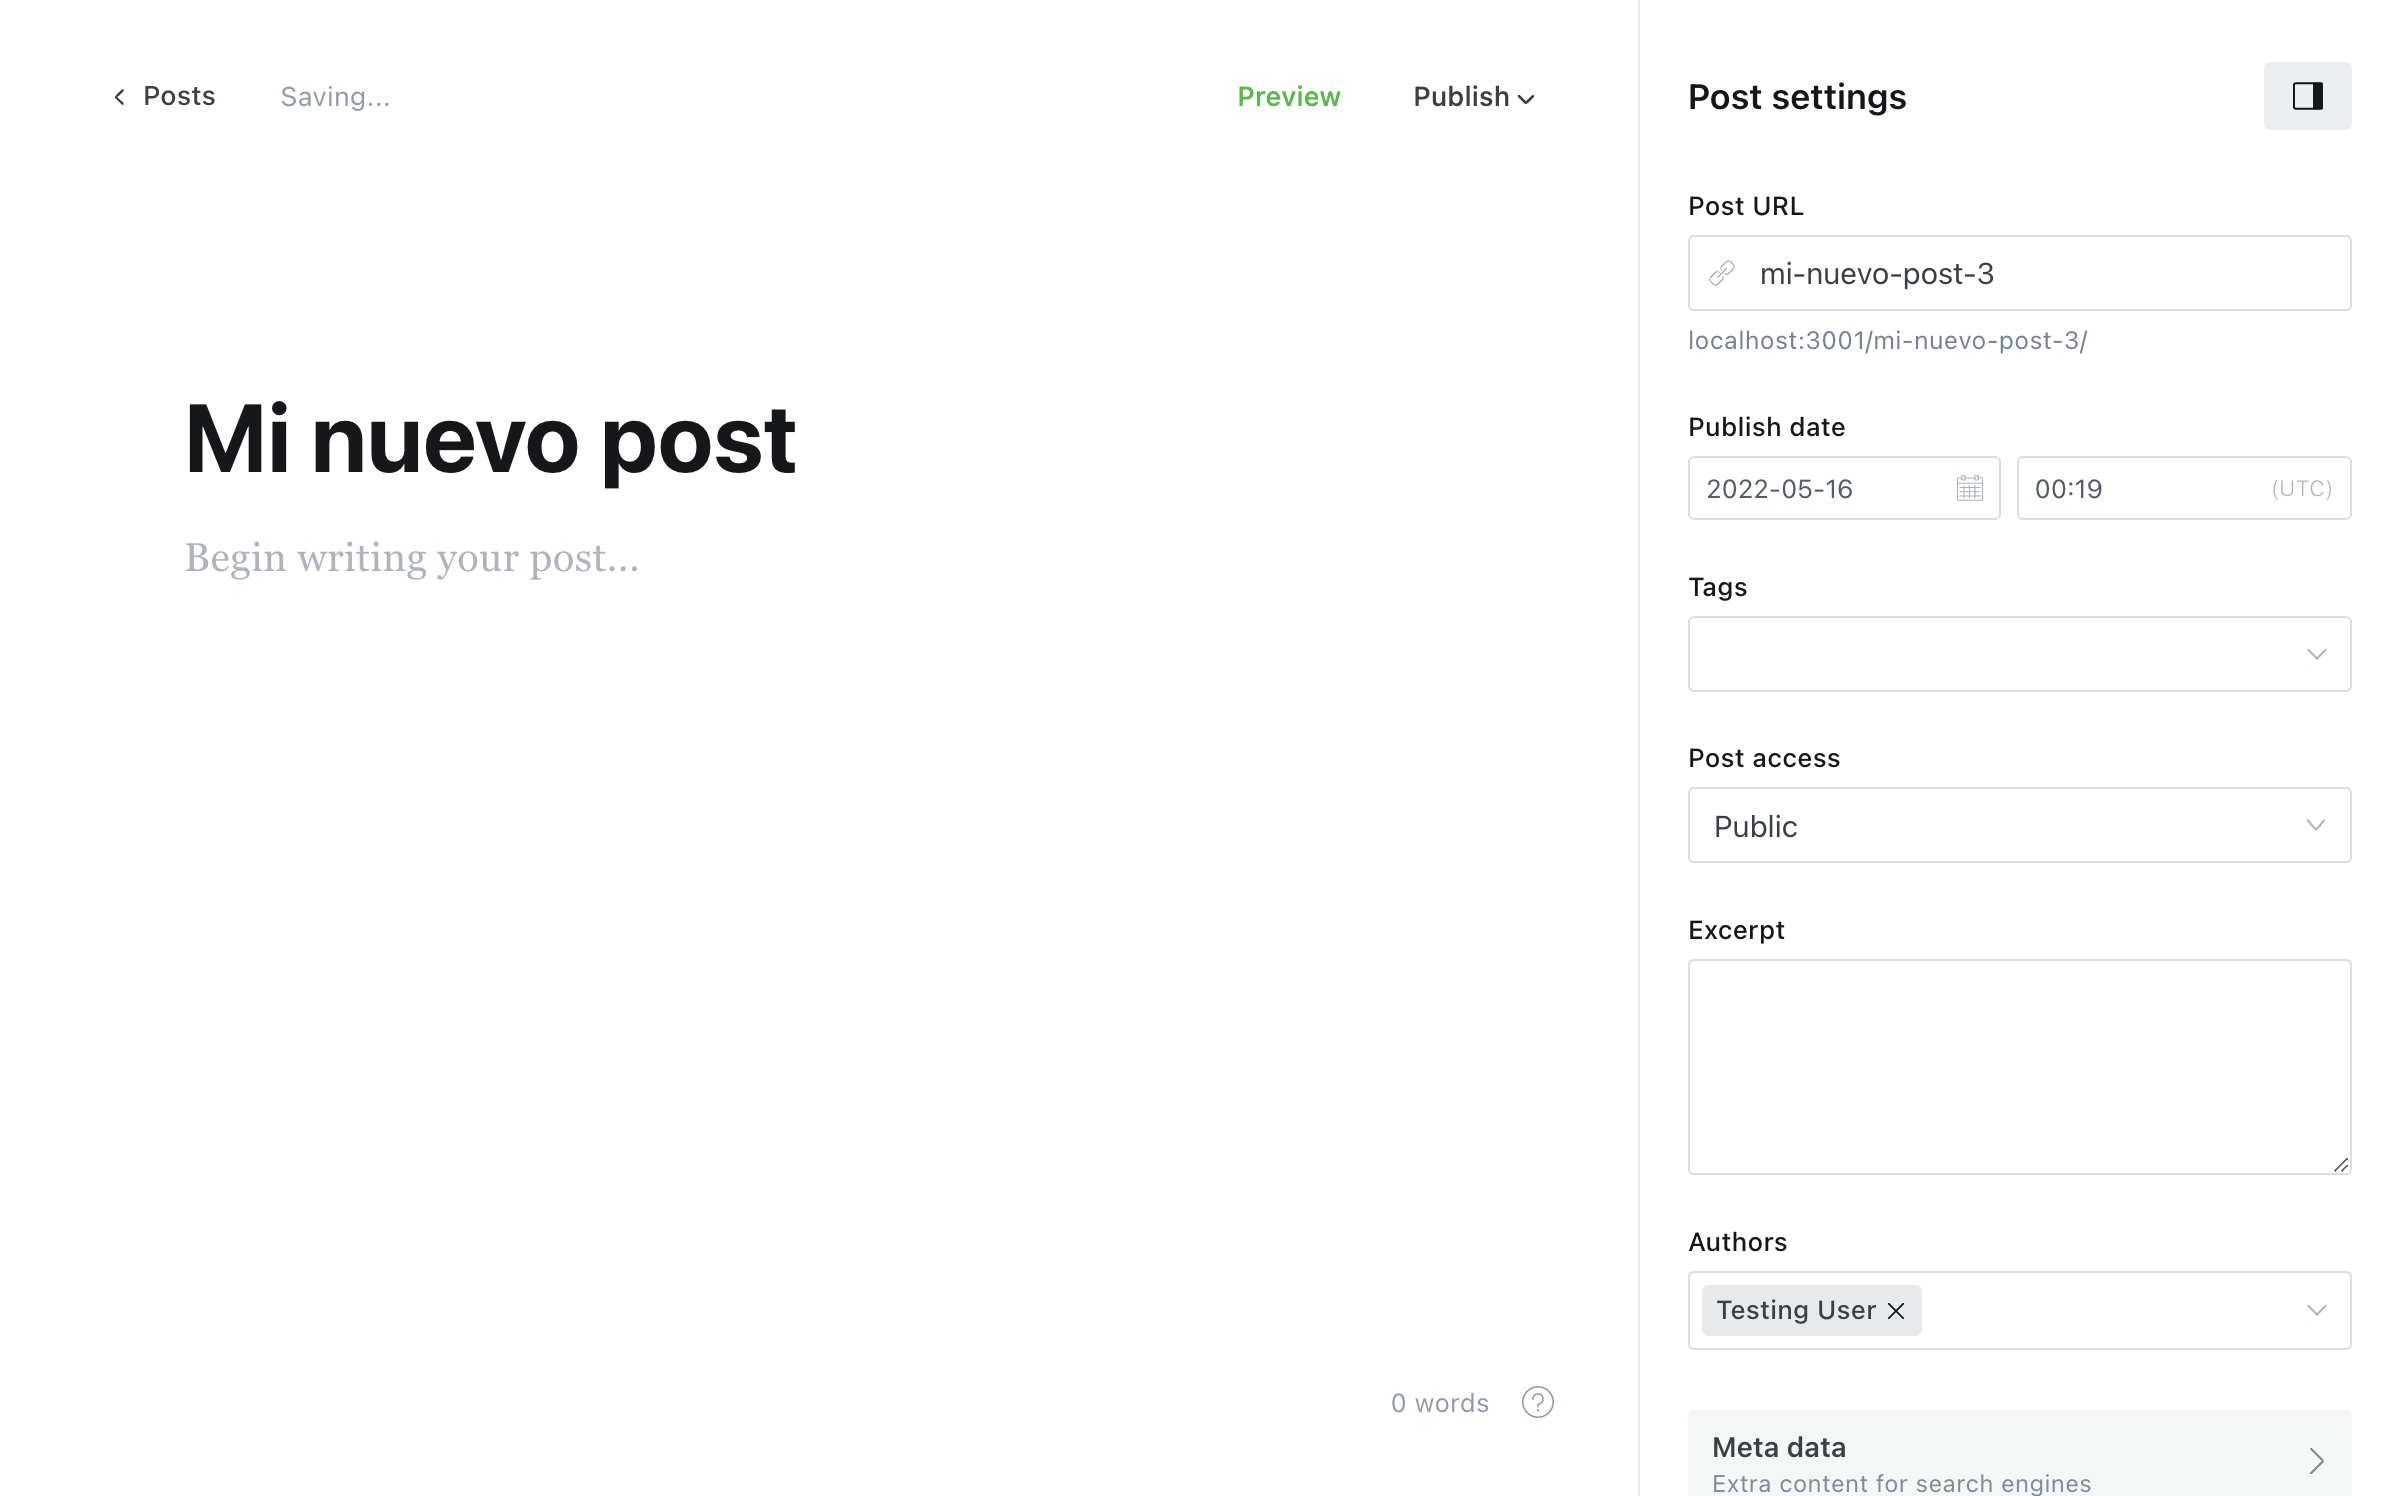 Posts
Saving...
Preview
Publish
Mi nuevo post
Begin writing your post...
0 words
?
Post settings
Post URL
mi-nuevo-post-3
localhost:3001/mi-nuevo-post-3/
Publish date
2022-05-16
00:19 (UTC)
Tags
Post access
Public
Excerpt
Authors
Testing User
Meta data
Extra content for search engines